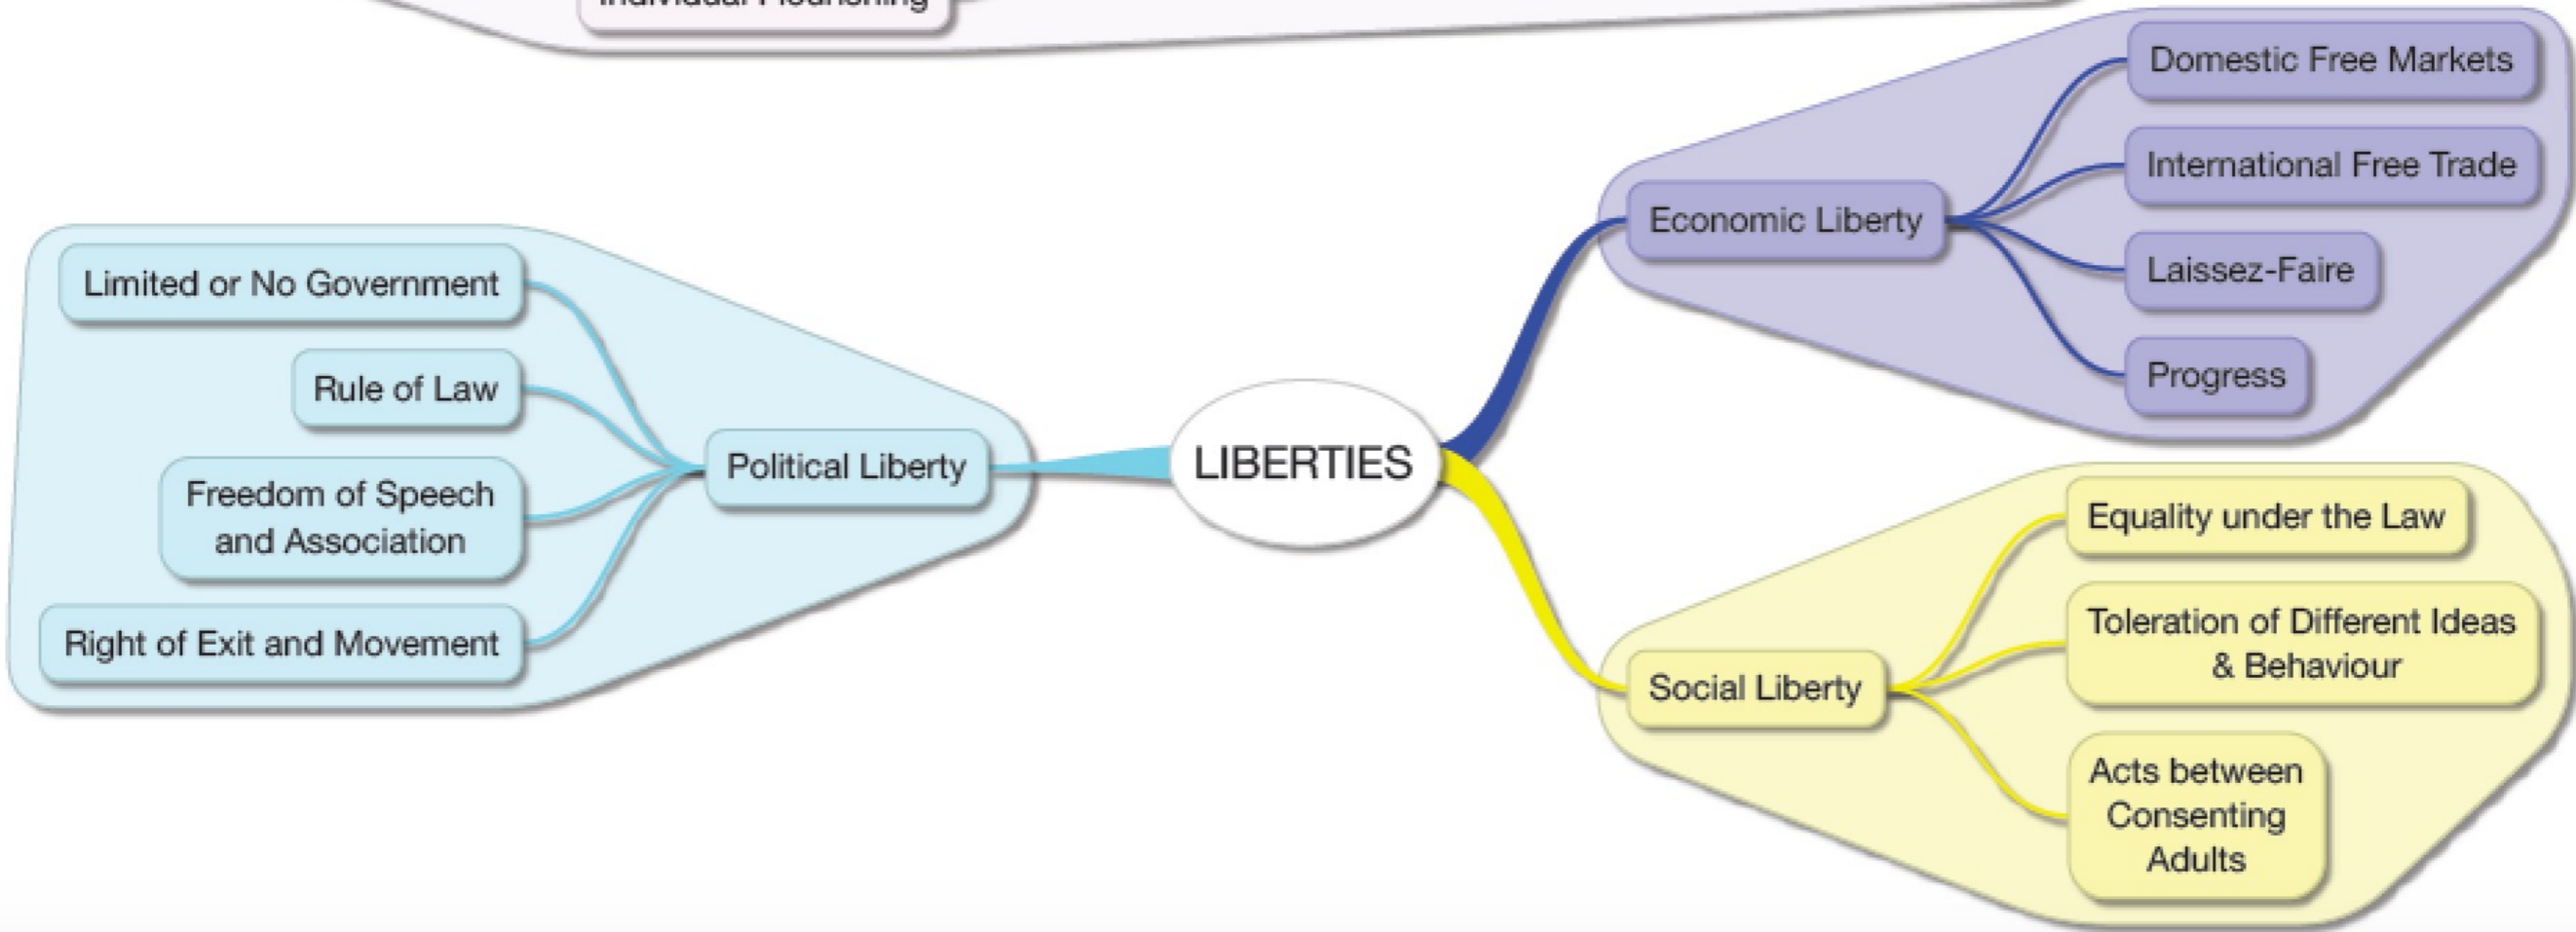 Individual Flourishing
Domestic Free Markets
International Free Trade
Economic Liberty
Laissez-Faire
Progress
Limited or No Government
Rule of Law
Freedom of Speech
and Association
Right of Exit and Movement
Political Liberty
LIBERTIES
Equality under the Law
Toleration of Different Ideas
& Behaviour
Social Liberty
Acts between
Consenting
Adults